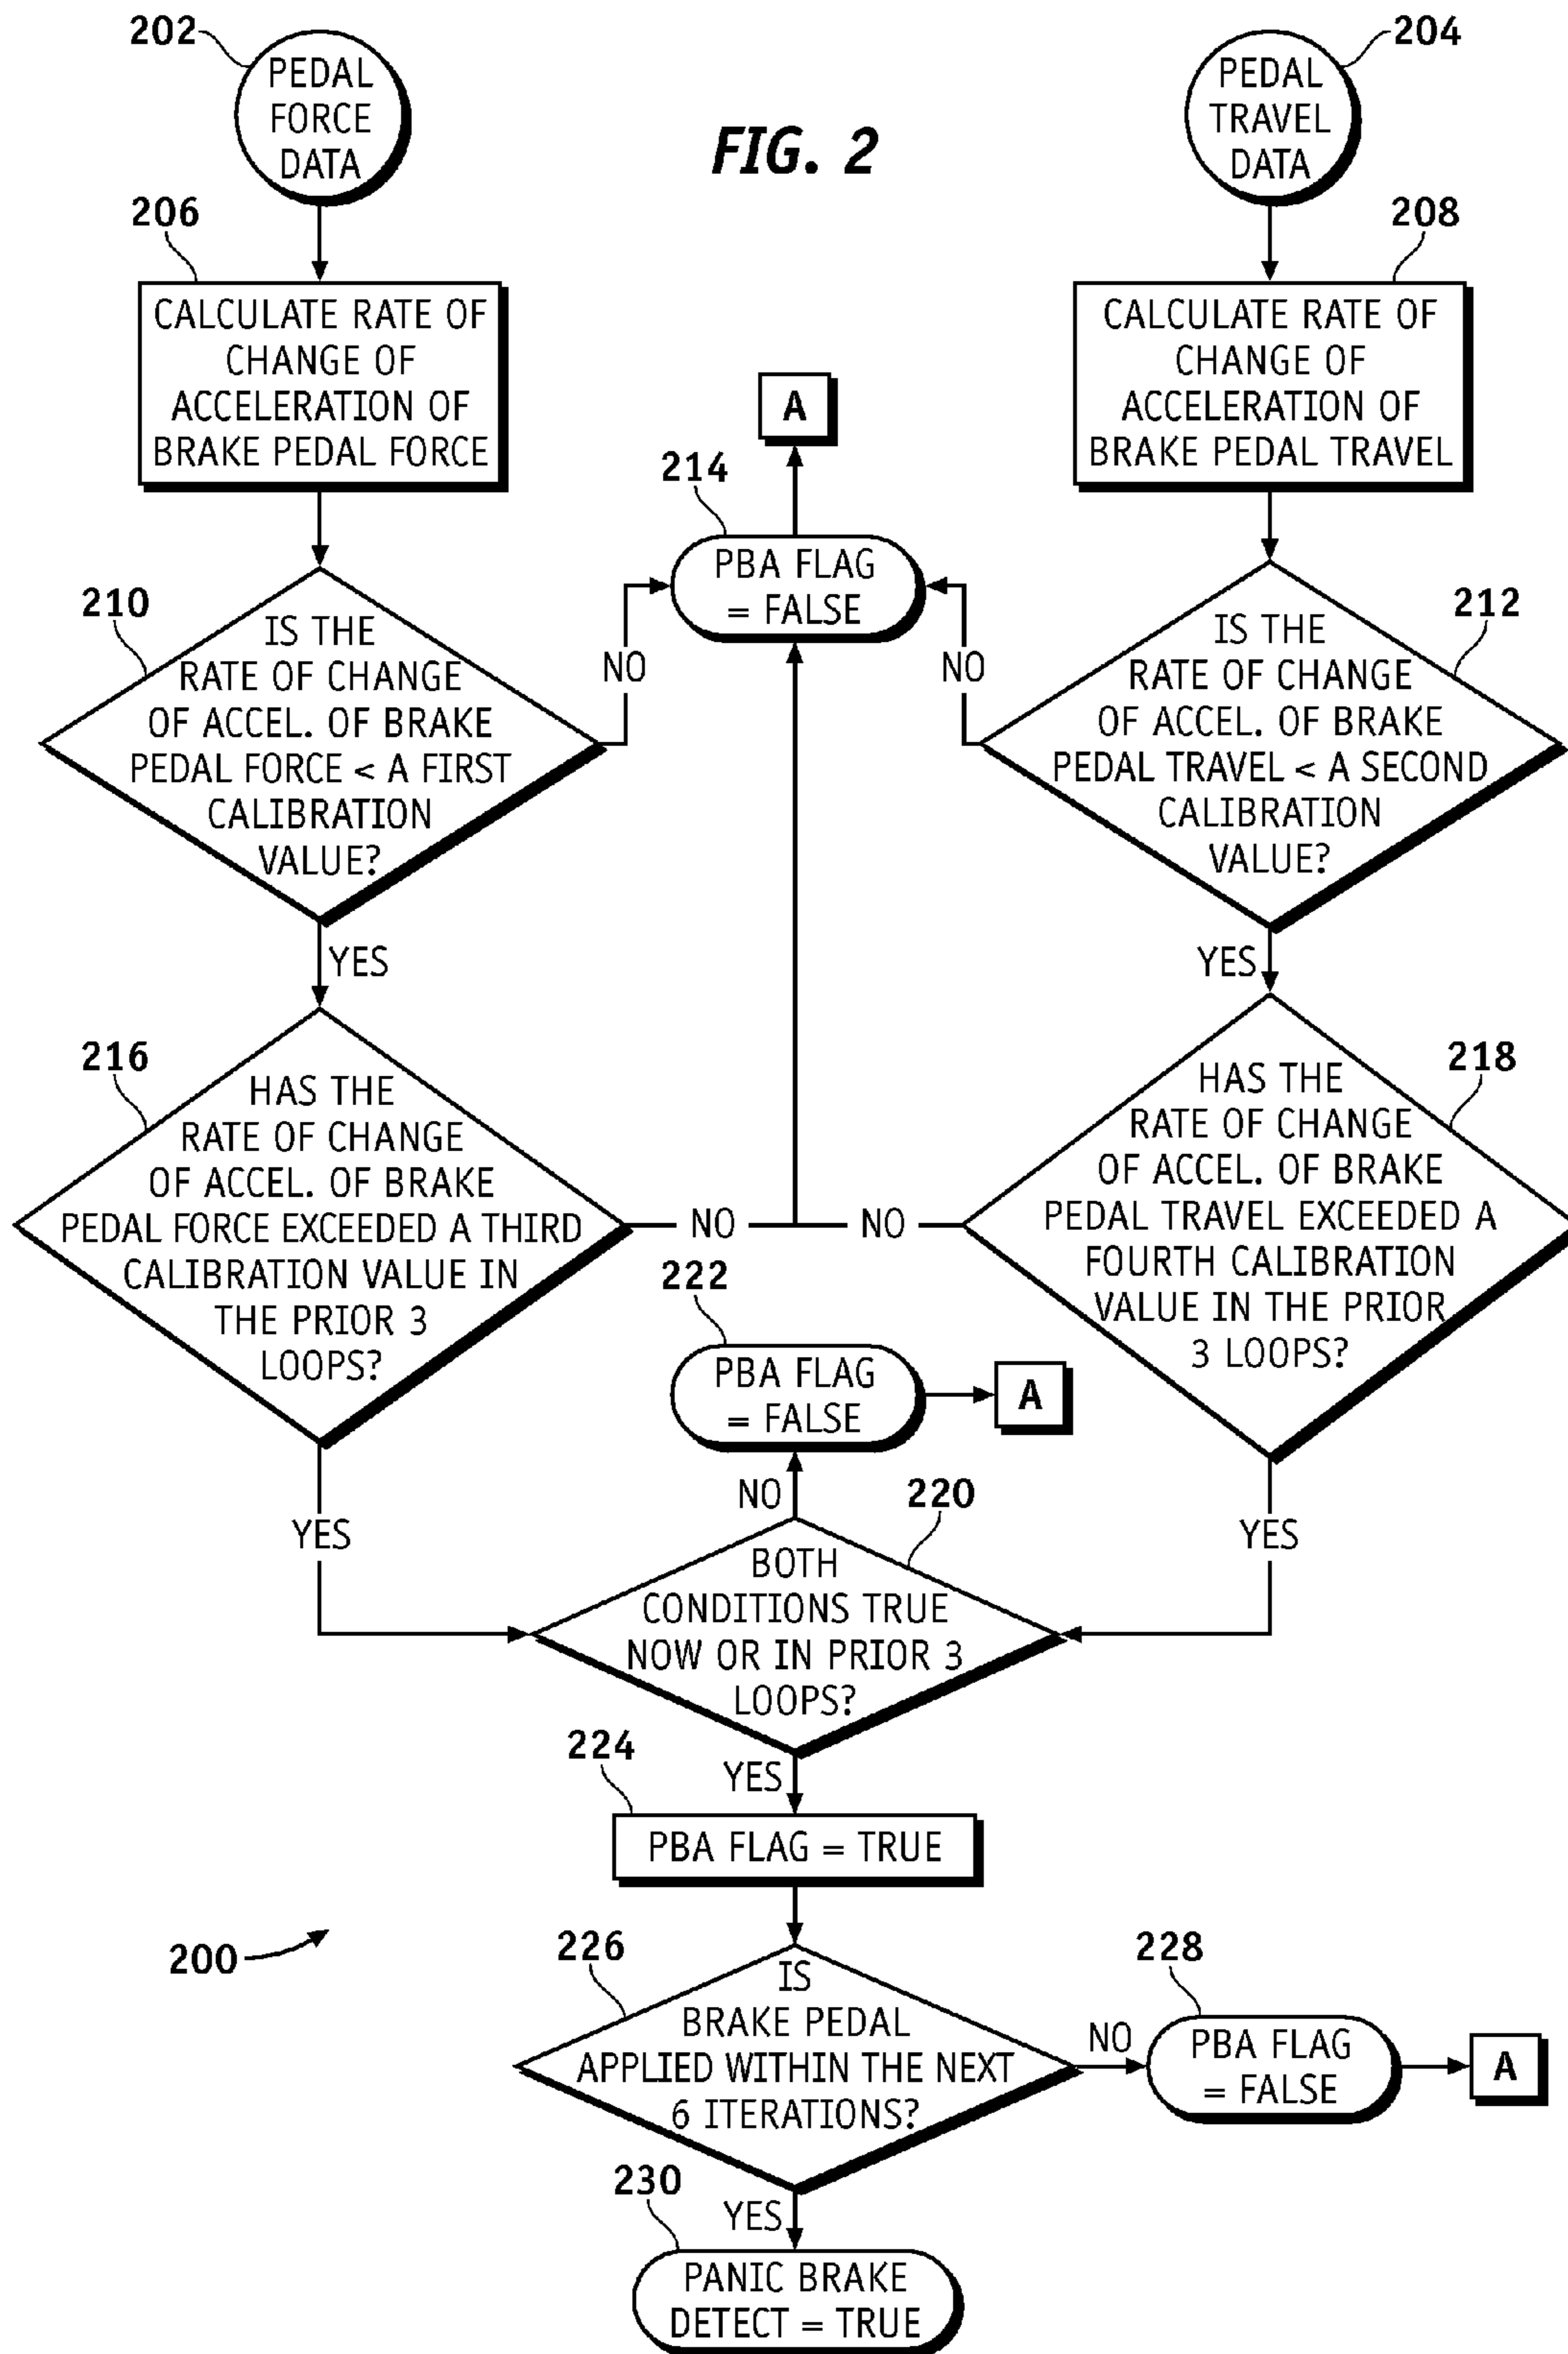 202
PEDAL
FORCE
DATA
204
PEDAL
TRAVEL
DATA
FIG. 2
206
CALCULATE RATE OF
CHANGE OF
ACCELERATION OF
BRAKE PEDAL FORCE
208
CALCULATE RATE OF
CHANGE OF
ACCELERATION OF
BRAKE PEDAL TRAVEL
A
214
PBA FLAG
= FALSE
210
IS THE
RATE OF CHANGE
OF ACCEL. OF BRAKE
PEDAL FORCE < A FIRST
CALIBRATION
VALUE?
NO
NO
212
IS THE
RATE OF CHANGE
OF ACCEL. OF BRAKE
PEDAL TRAVEL < A SECOND
CALIBRATION
VALUE?
YES
YES
216
HAS THE
RATE OF CHANGE
OF ACCEL. OF BRAKE
PEDAL FORCE EXCEEDED A THIRD
CALIBRATION VALUE IN
THE PRIOR 3
LOOPS?
NO
NO
218
HAS THE
RATE OF CHANGE
OF ACCEL. OF BRAKE
PEDAL TRAVEL EXCEEDED A
FOURTH CALIBRATION
VALUE IN THE PRIOR
3 LOOPS?
222
PBA FLAG
= FALSE
A
NO
220
YES
YES
BOTH
CONDITIONS TRUE
NOW OR IN PRIOR 3
LOOPS?
224
YES
PBA FLAG = TRUE
200
226
IS
BRAKE PEDAL
APPLIED WITHIN THE NEXT
6 ITERATIONS?
NO
228
PBA FLAG
= FALSE
A
230
YES
PANIC BRAKE
DETECT = TRUE